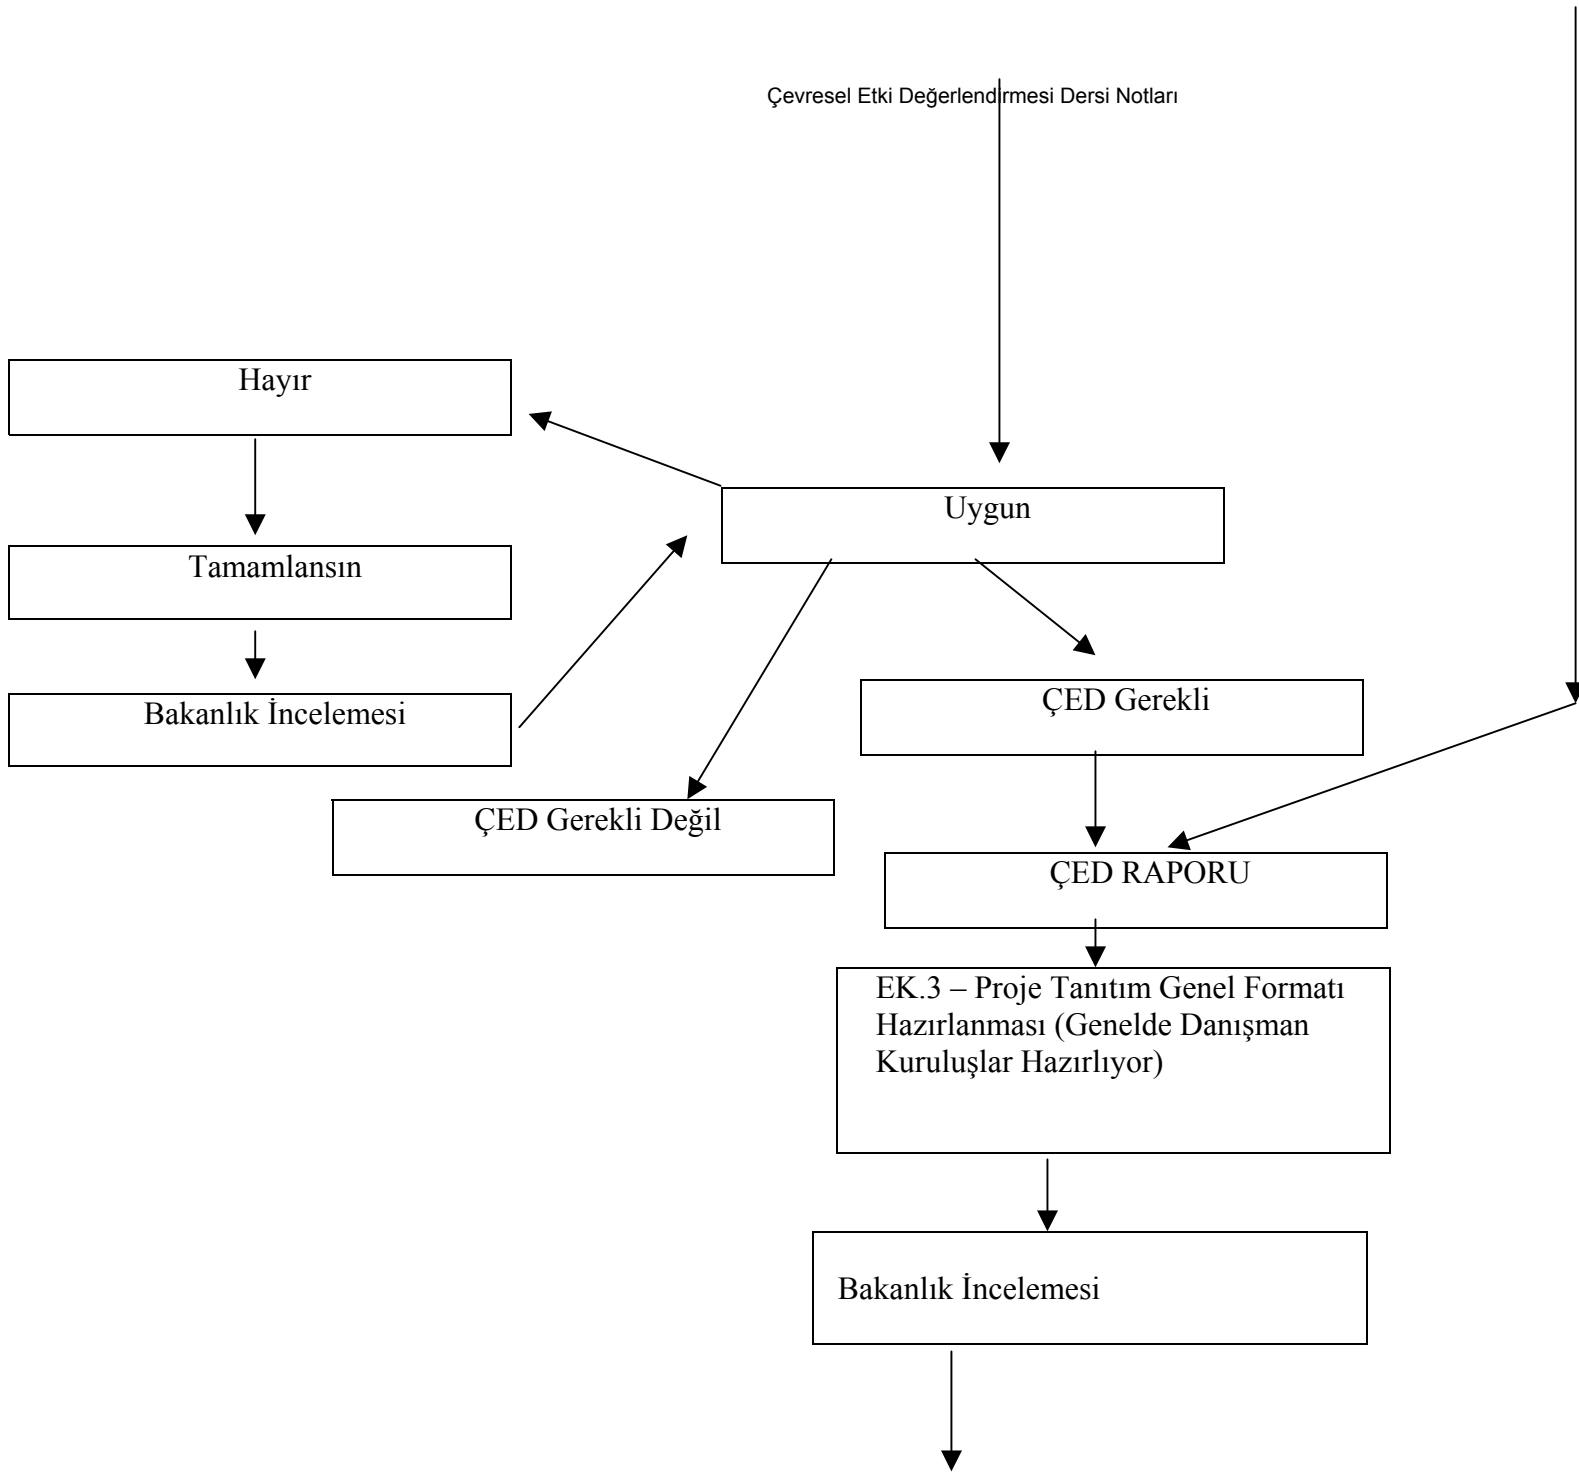 Çevresel Etki Değerlendirmesi Dersi Notları
Hayır
Uygun
Tamamlansın
Bakanlık İncelemesi
ÇED Gerekli
ÇED Gerekli Değil
ÇED RAPORU
EK.3 – Proje Tanıtım Genel Formatı
Hazırlanması (Genelde Danışman
Kuruluşlar Hazırlıyor)
Bakanlık İncelemesi